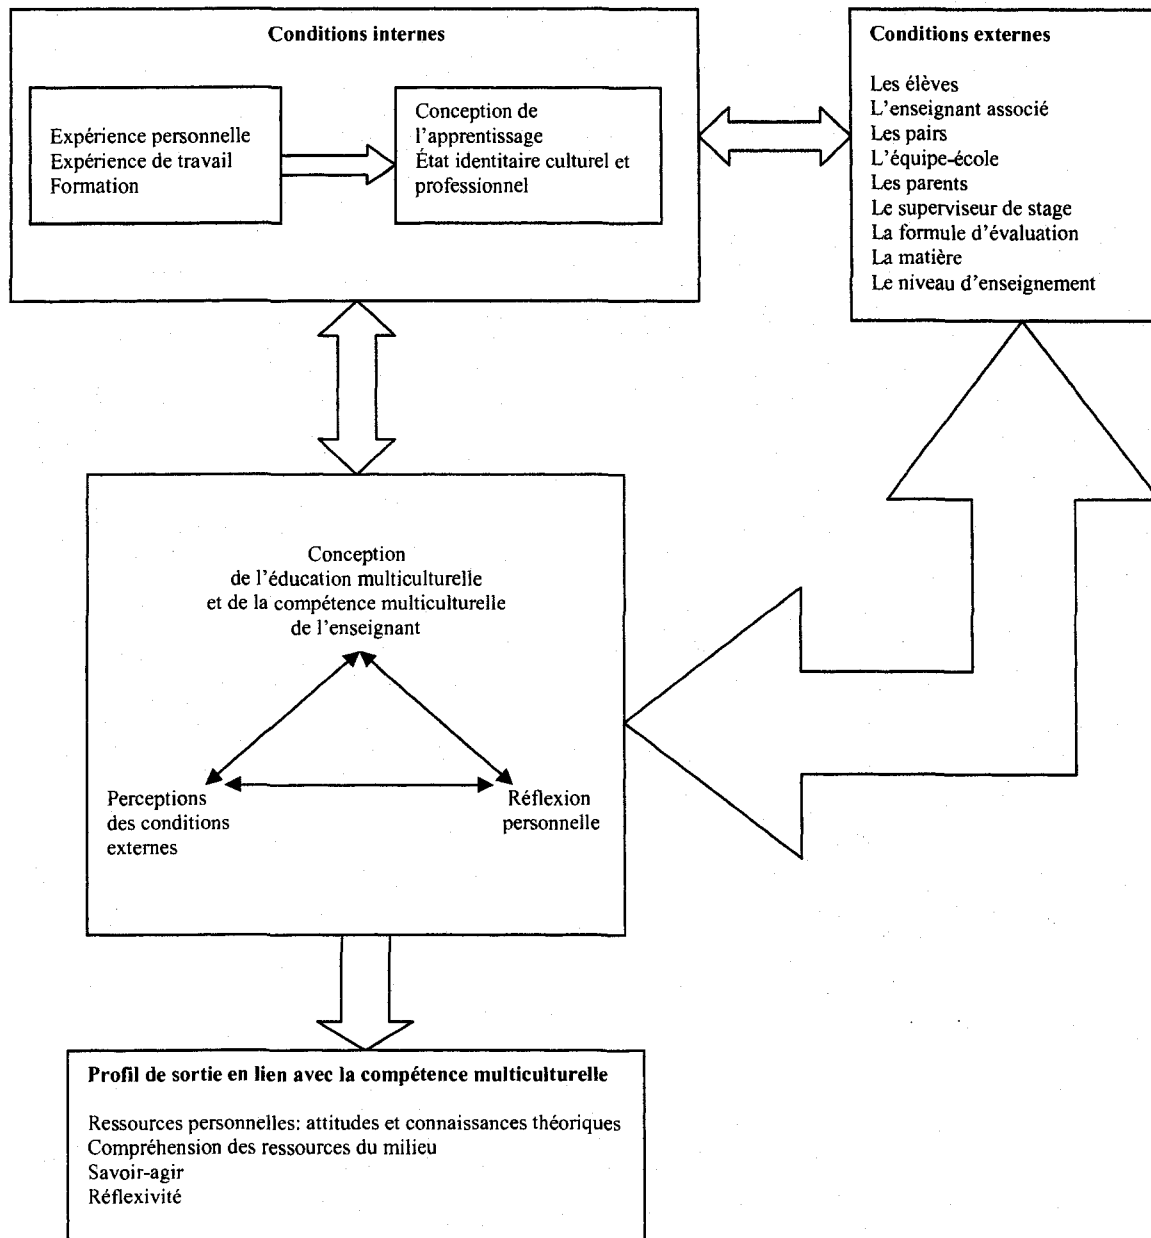 Conditions internes
Expérience personnelle
Expérience de travail
Formation
Conception de
l'apprentissage
État identitaire culturel et
professionnel
Conditions externes
Les élèves
L'enseignant associé
Les pairs
L'équipe-école
Les parents
Le superviseur de stage
La formule d'évaluation
La matière
Le niveau d'enseignement
Conception
de l'éducation multiculturelle
et de la compétence multiculturelle
de l'enseignant
Perceptions
des conditions
externes
Réflexion
personnelle
Profil de sortie en lien avec la compétence multiculturelle
Ressources personnelles: attitudes et connaissances théoriques
Compréhension des ressources du milieu
Savoir-agir
Réflexivité